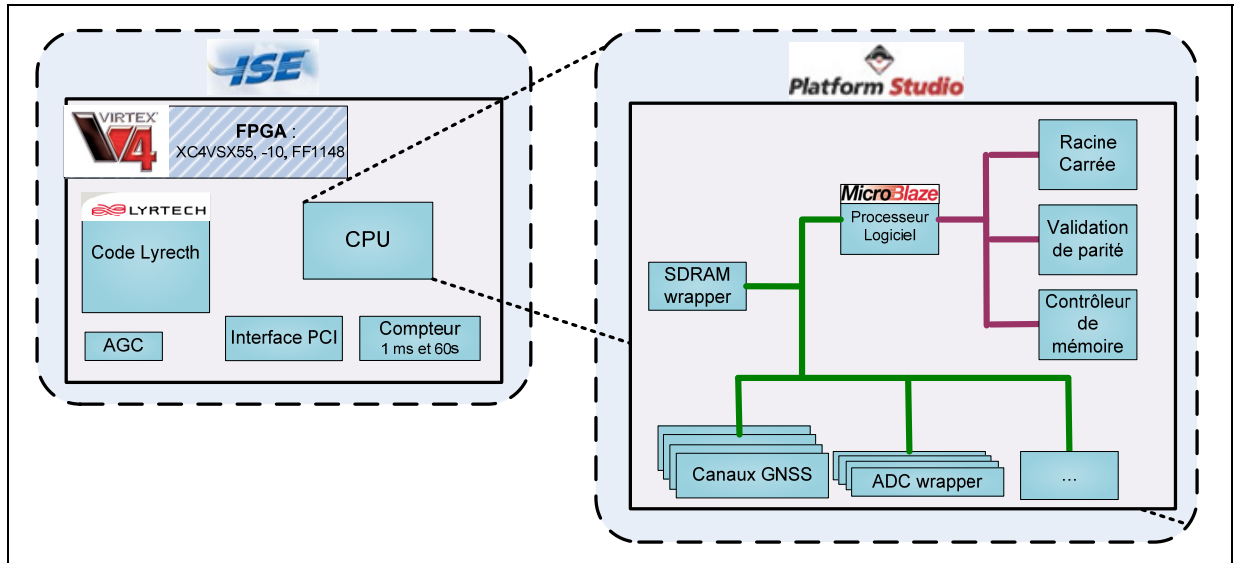 ISE
VIRTEX
V4
FPGA :
XC4VSX55, -10, FF1148
LYRTECH
Code Lyrecth
CPU
AGC
Interface PCI
Compteur
1 ms et 60s
Platform Studio
MicroBlaze
Processeur
Logiciel
Racine
Carrée
Validation
de parité
Contrôleur
de
mémoire
SDRAM
wrapper
Canaux GNSS
ADC wrapper
...